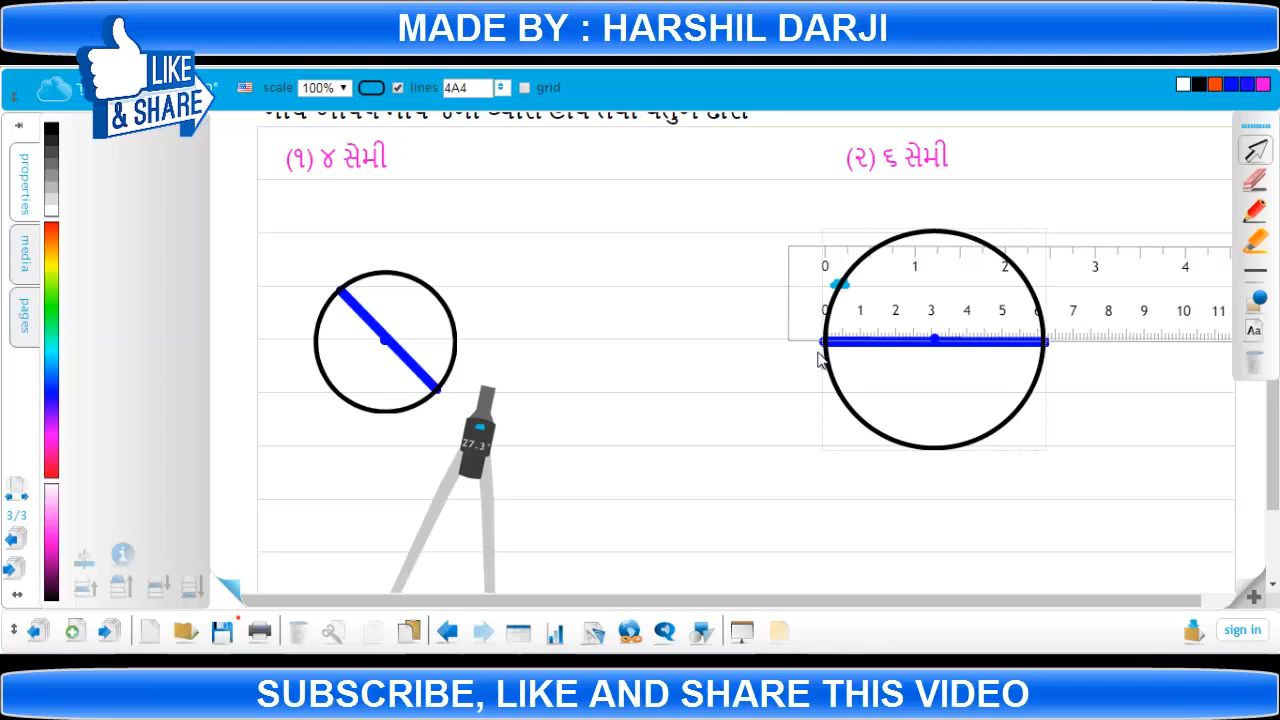 MADE BY : HARSHIL DARJI
LIKE
& SHARE
scale 100% lines 4A4 grid
(૧) ૪ સેમી
(૨) ૬ સેમી
properties
media
pages
0 1 2 3 4
0 1 2 3 4 5 6 7 8 9 10 11
27.3°
Aa
3/3
sign in
SUBSCRIBE, LIKE AND SHARE THIS VIDEO